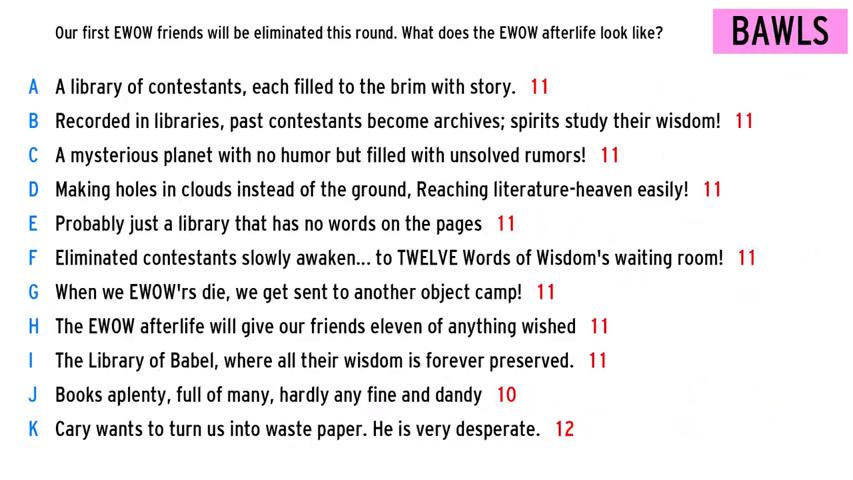 Our first EWOW friends will be eliminated this round. What does the EWOW afterlife look like?
BAWLS
A A library of contestants, each filled to the brim with story. 11
B Recorded in libraries, past contestants become archives; spirits study their wisdom! 11
C A mysterious planet with no humor but filled with unsolved rumors! 11
D Making holes in clouds instead of the ground, Reaching literature-heaven easily! 11
E Probably just a library that has no words on the pages 11
F Eliminated contestants slowly awaken... to TWELVE Words of Wisdom's waiting room! 11
G When we EWOW'rs die, we get sent to another object camp! 11
H The EWOW afterlife will give our friends eleven of anything wished 11
I The Library of Babel, where all their wisdom is forever preserved. 11
J Books aplenty, full of many, hardly any fine and dandy 10
K Cary wants to turn us into waste paper. He is very desperate. 12